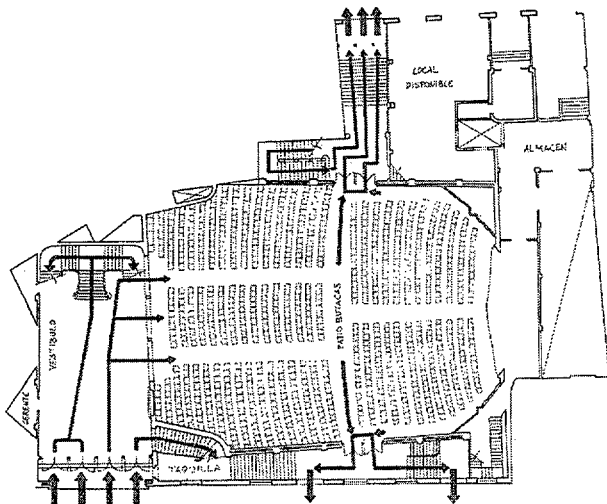 LOCAL
DISPONIBLE
ALMACEN
PATIO BUTACAS
VESTIBULO
GERENTE
TAQUILLA